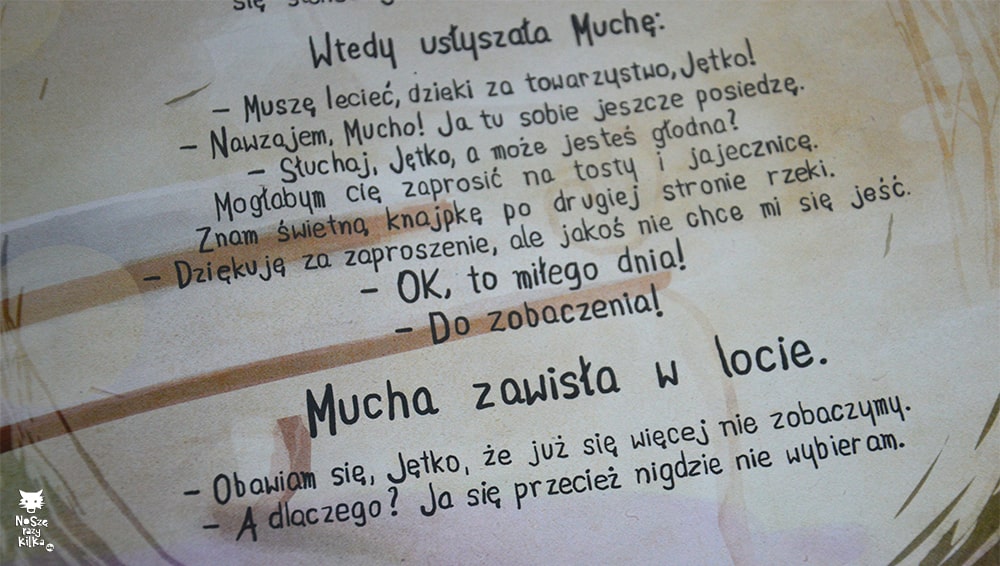 się
Wtedy usłyszała Muchę:
– Muszę lecieć, dzięki za towarzystwo, Jętko!
– Nawzajem, Mucho! Ja tu sobie jeszcze posiedzę.
– Słuchaj, Jętko, a może jesteś głodna?
Mogłabym cię zaprosić na tosty i jajecznicę.
Znam świetną knajpkę po drugiej stronie rzeki.
– Dziękuję za zaproszenie, ale jakoś nie chce mi się jeść.
– OK, to miłego dnia!
– Do zobaczenia!
Mucha zawisła w locie.
– Obawiam się, Jętko, że już się więcej nie zobaczymy.
– A dlaczego? Ja się przecież nigdzie nie wybieram.
NoSzę
razy
kilka